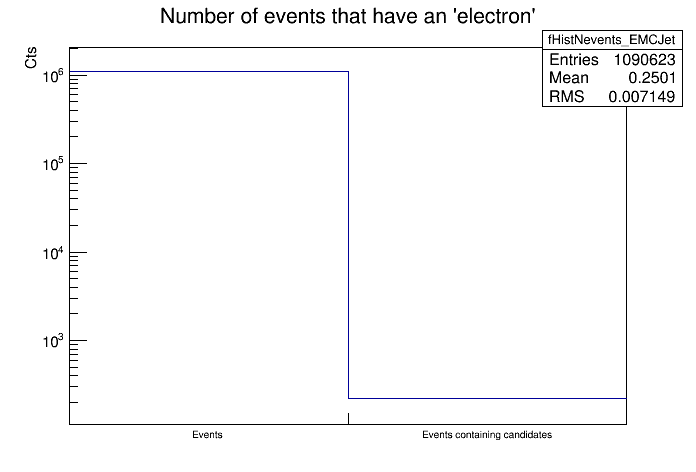 Number of events that have an 'electron'
fHistNevents_EMCJet
Entries 1090623
Mean 0.2501
RMS 0.007149
Cts
10^6
10^5
10^4
10^3
Events
Events containing candidates